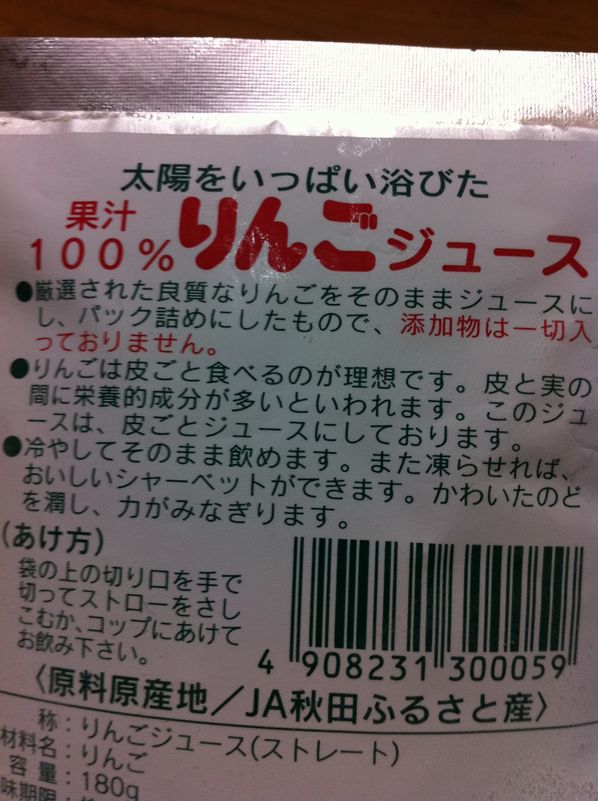 太陽をいっぱい浴びた
果汁
100%りんごジュース
●厳選された良質なりんごをそのままジュースに
し、パック詰めにしたもので、添加物は一切入
っておりません。
●りんごは皮ごと食べるのが理想です。皮と実の
間に栄養的成分が多いといわれます。このジュ
ースは、皮ごとジュースにしております。
●冷やしてそのまま飲めます。また凍らせれば、
おいしいシャーベットができます。かわいたのど
を潤し、力がみなぎります。
(あけ方)
袋の上の切り口を手で
切ってストローをさし
こむか、コップにあけて
お飲み下さい。
4 908231 300059
〈原料原産地/JA秋田ふるさと産〉
称:りんごジュース(ストレート)
材料名:りんご
容量:180g
味期限: